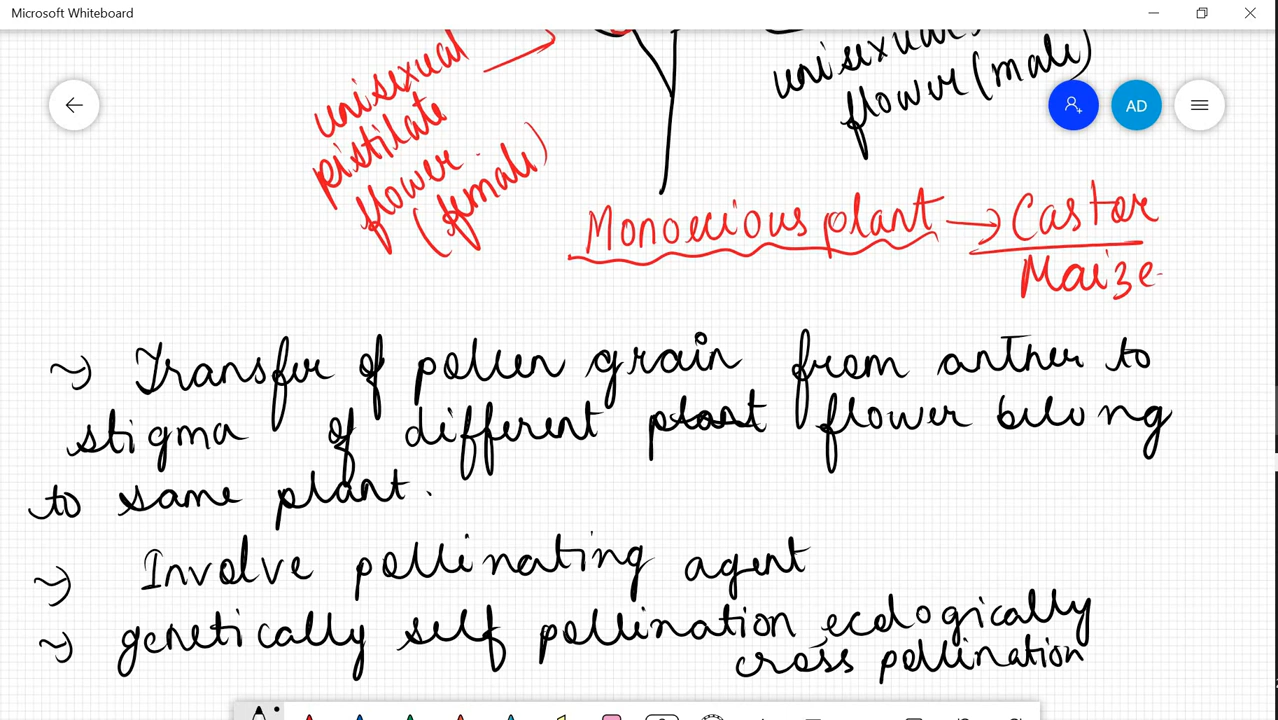 Microsoft Whiteboard
unisexual
pistilate
flower
(female)
unisexual
flower (male)
AD
Monoecious plant → Castor
Maize
~) Transfer of pollen grain from anther to
stigma of different flower belong
to same plant.
~) Involve pollinating agent
~) genetically self pollination, ecologically
cross pollination